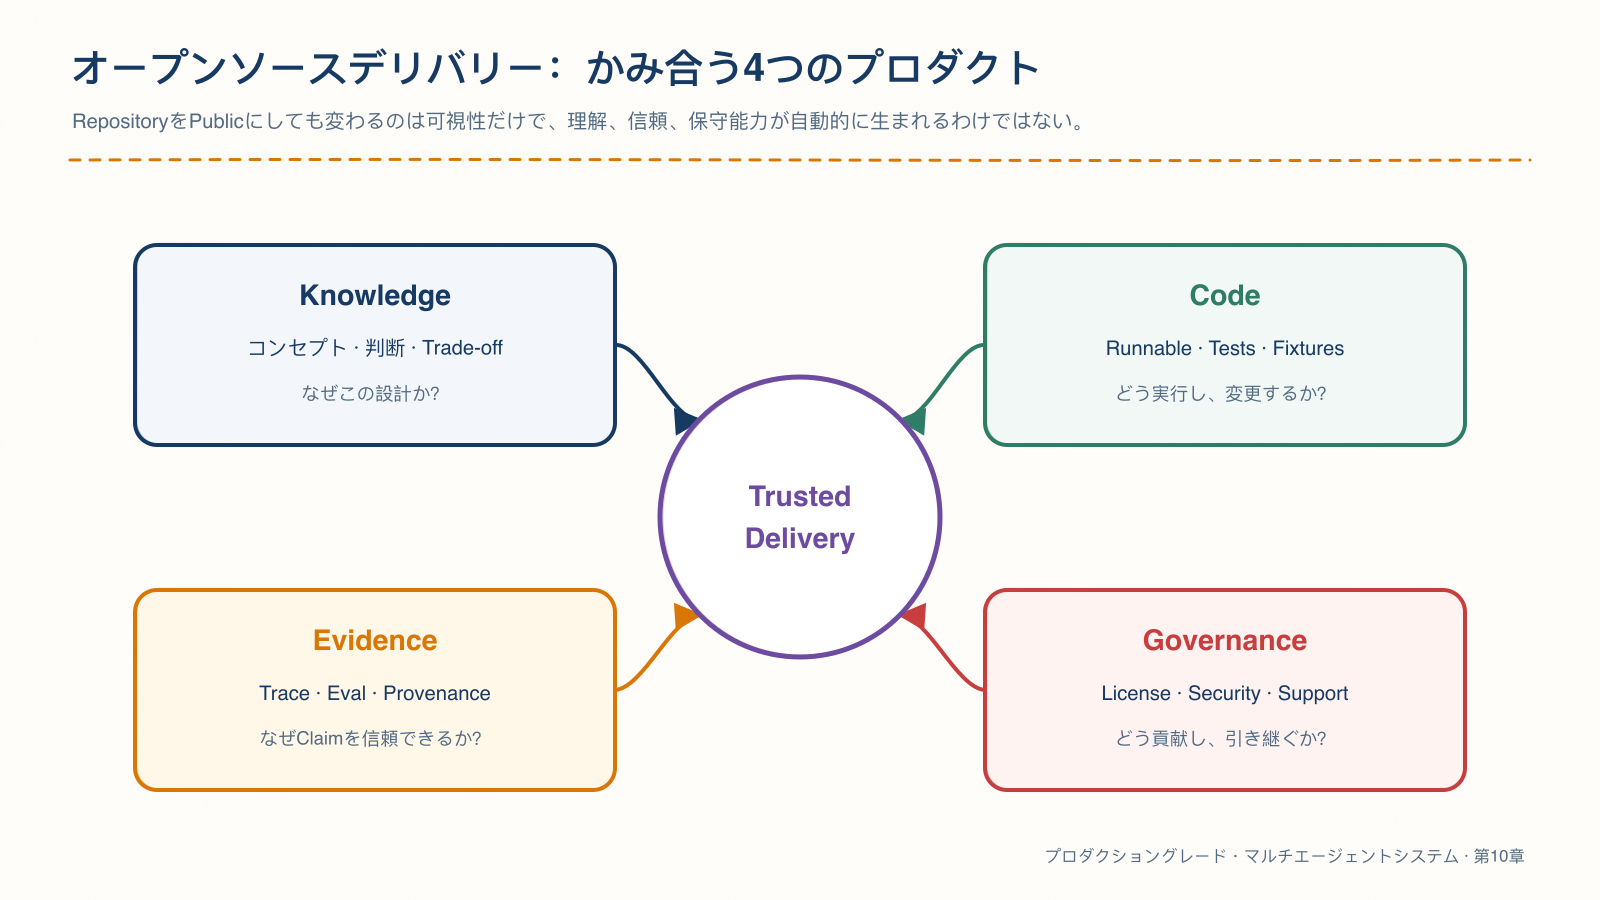 オープンソースデリバリー：かみ合う4つのプロダクト
RepositoryをPublicにしても変わるのは可視性だけで、理解、信頼、保守能力が自動的に生まれるわけではない。
Knowledge
コンセプト · 判断 · Trade-off
なぜこの設計か?
Code
Runnable · Tests · Fixtures
どう実行し、変更するか?
Trusted
Delivery
Evidence
Trace · Eval · Provenance
なぜClaimを信頼できるか?
Governance
License · Security · Support
どう貢献し、引き継ぐか?
プロダクショングレード · マルチエージェントシステム · 第10章